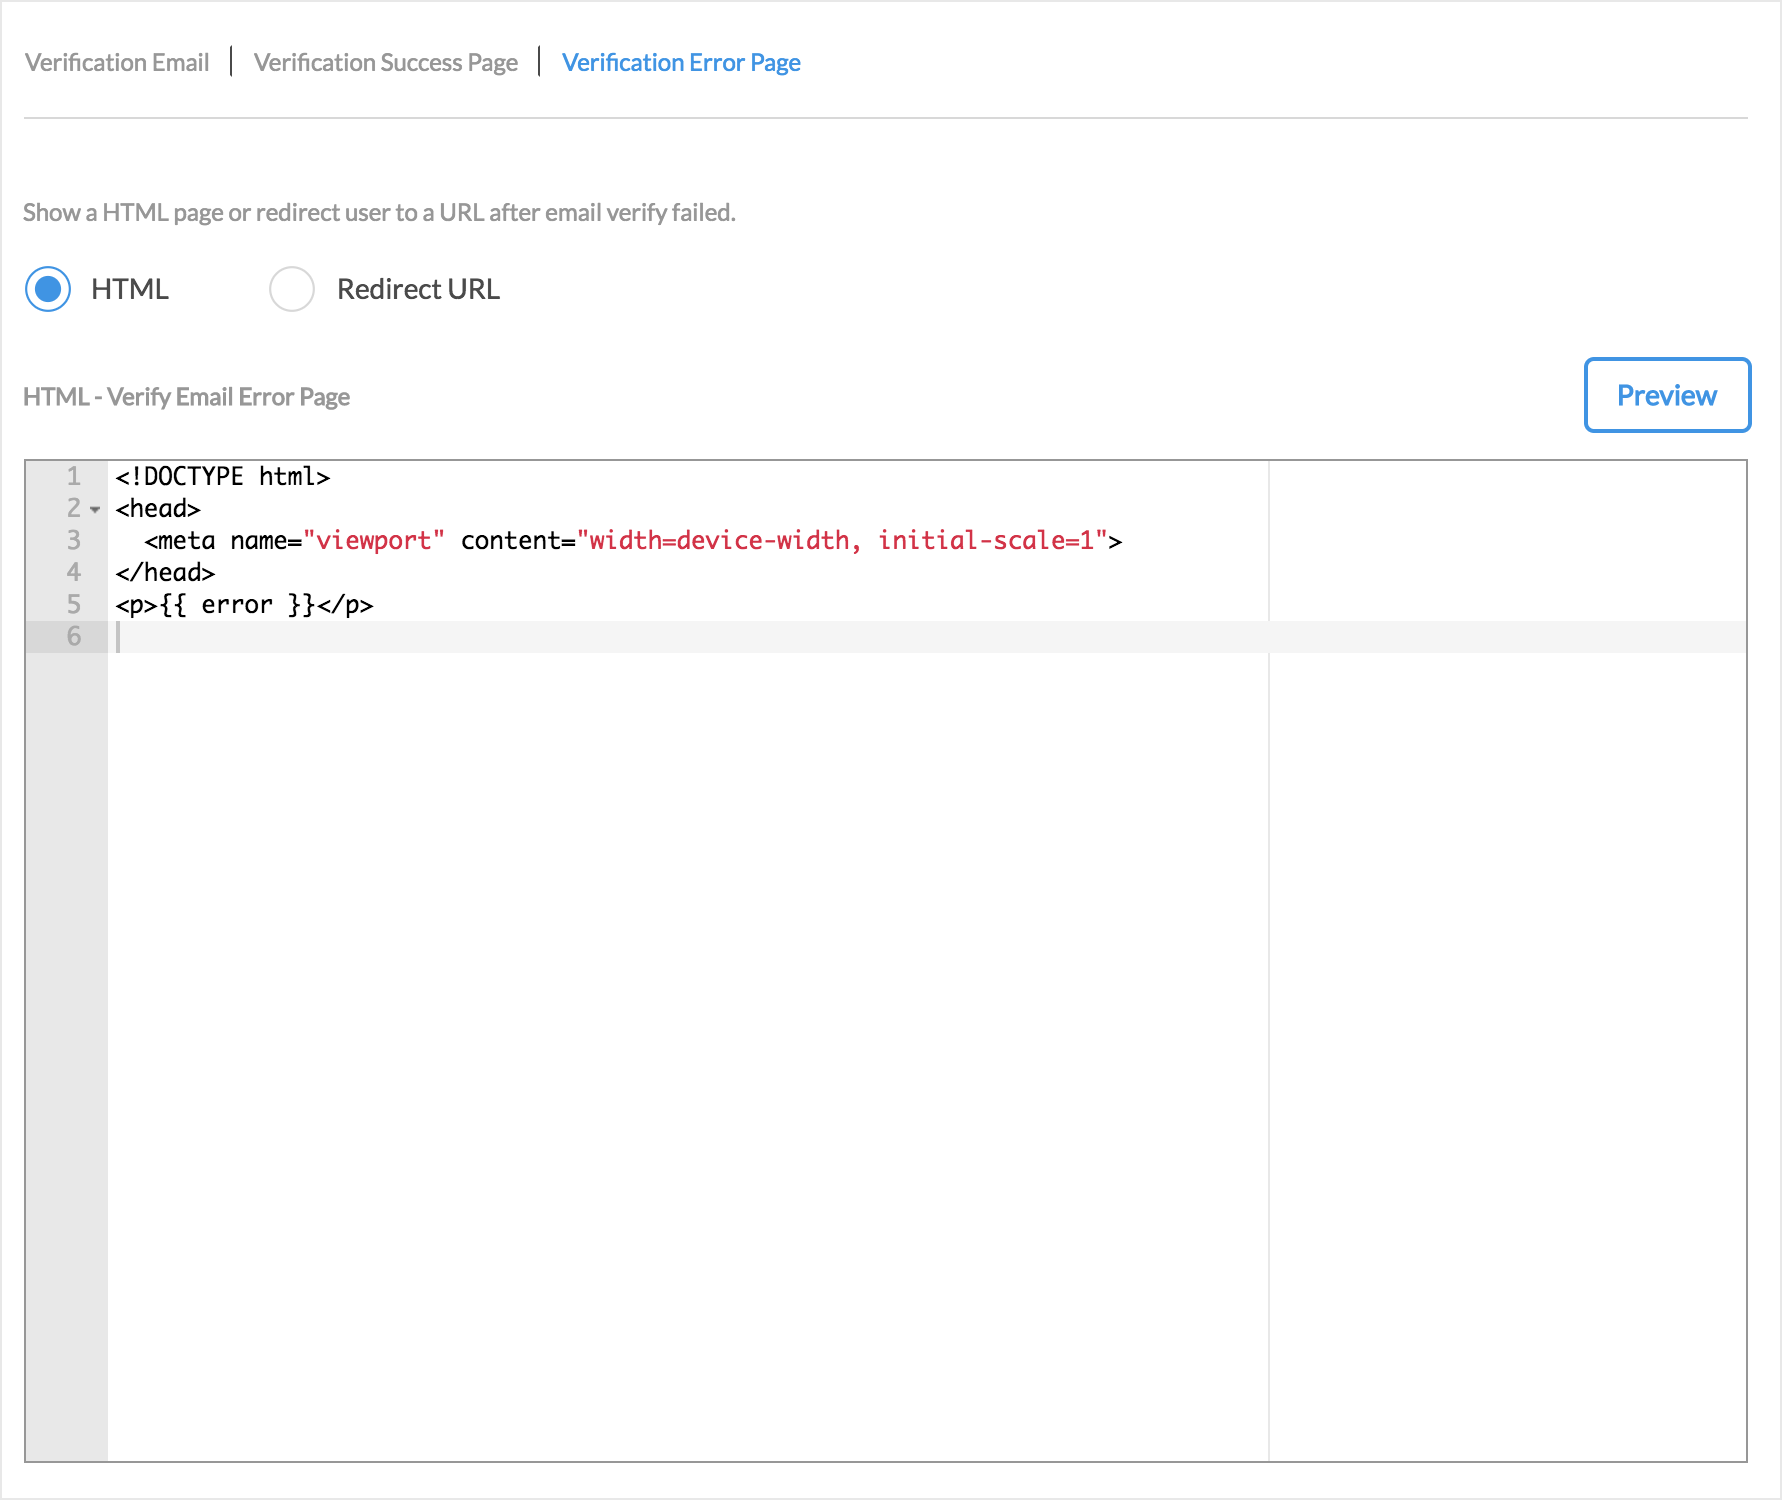 Verification Email | Verification Success Page | Verification Error Page
Show a HTML page or redirect user to a URL after email verify failed.
HTML Redirect URL
HTML - Verify Email Error Page Preview
1 <!DOCTYPE html>
2 <head>
3   <meta name="viewport" content="width=device-width, initial-scale=1">
4 </head>
5 <p>{{ error }}</p>
6